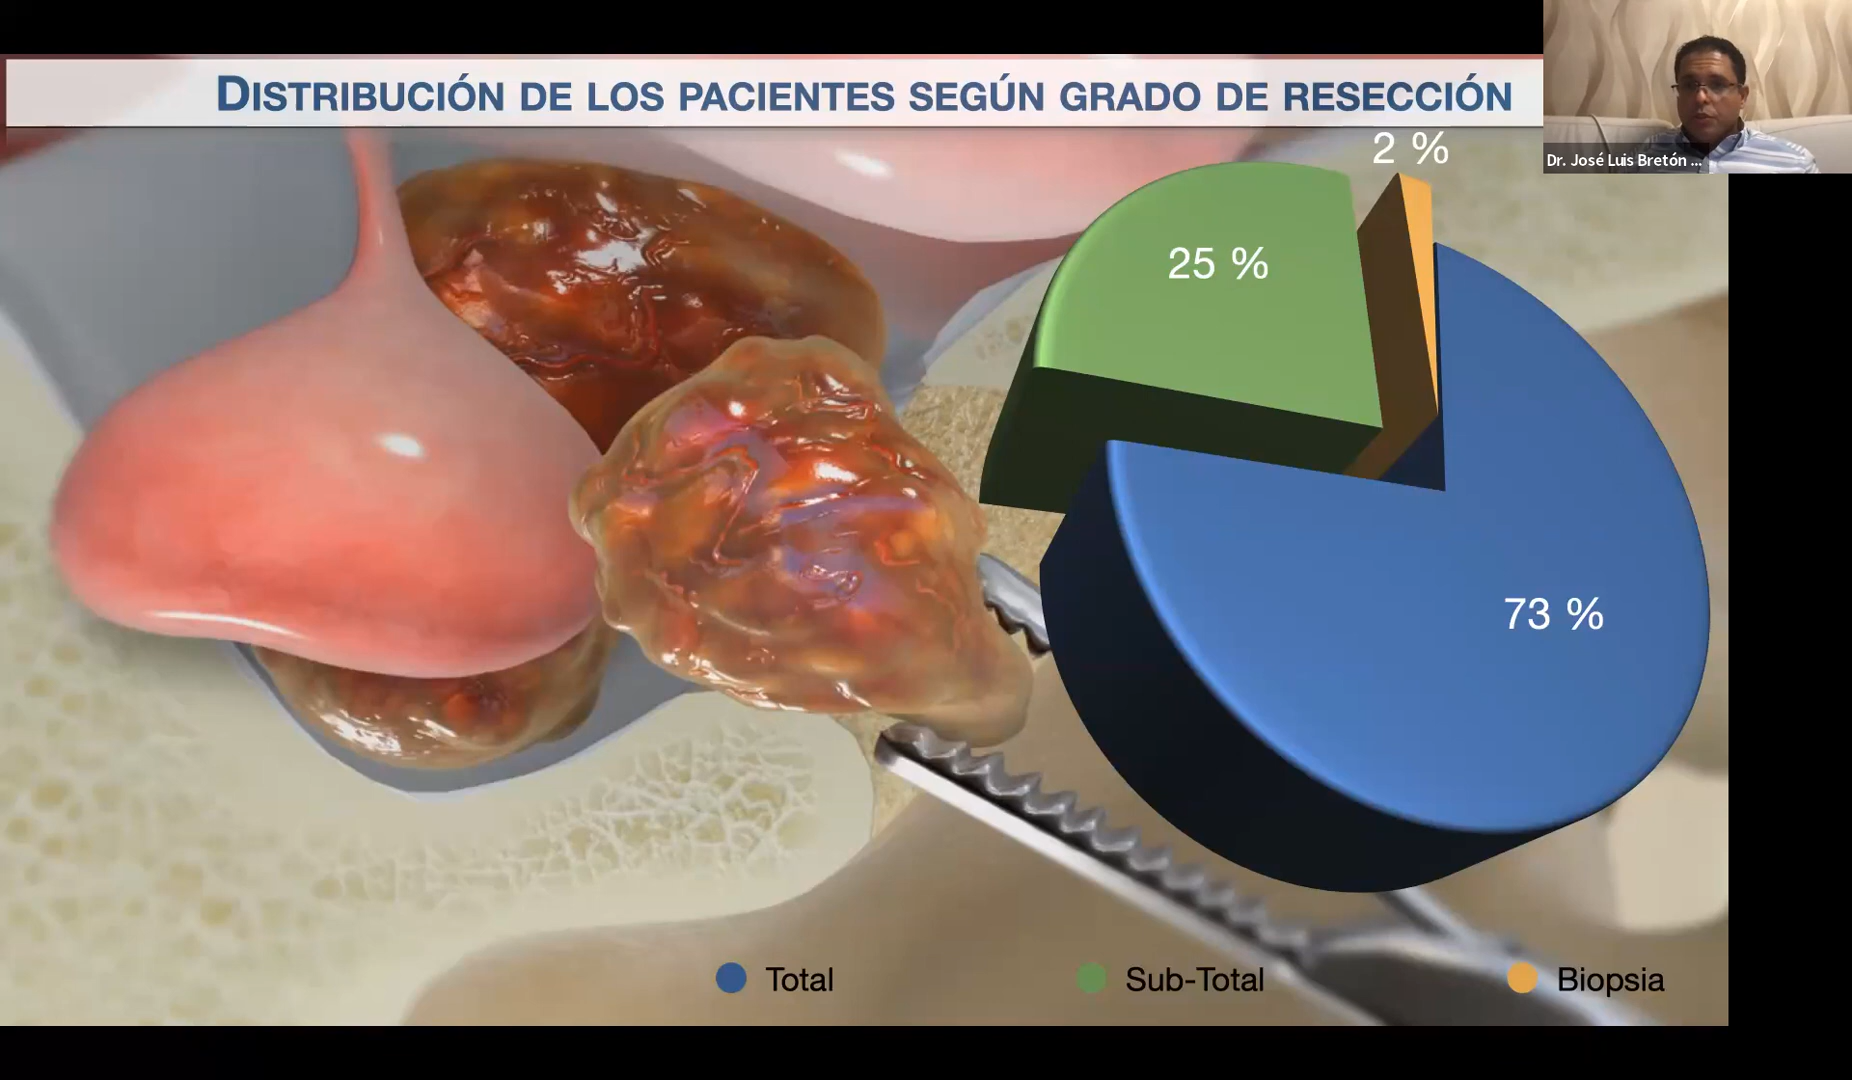 DISTRIBUCIÓN DE LOS PACIENTES SEGÚN GRADO DE RESECCIÓN
Dr. José Luis Bretón ...
2 %
25 %
73 %
Total
Sub-Total
Biopsia